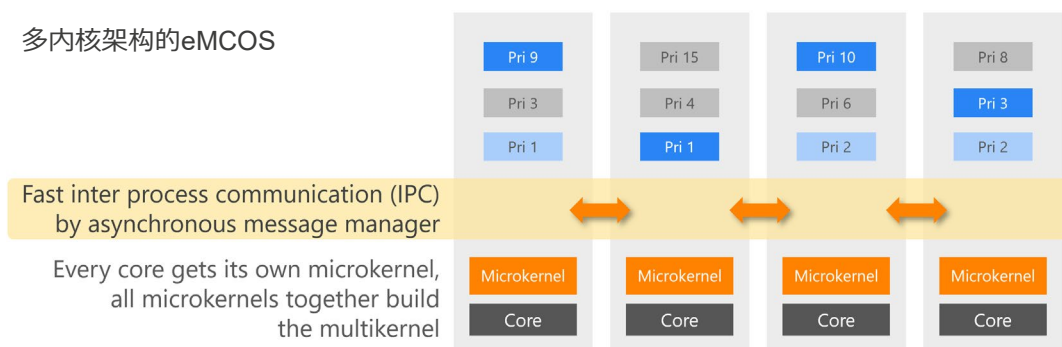 多内核架构的eMCOS
Pri 9
Pri 15
Pri 10
Pri 8
Pri 3
Pri 4
Pri 6
Pri 3
Pri 1
Pri 1
Pri 2
Pri 2
Fast inter process communication (IPC)
by asynchronous message manager
Every core gets its own microkernel,
all microkernels together build
the multikernel
Microkernel
Microkernel
Microkernel
Microkernel
Core
Core
Core
Core